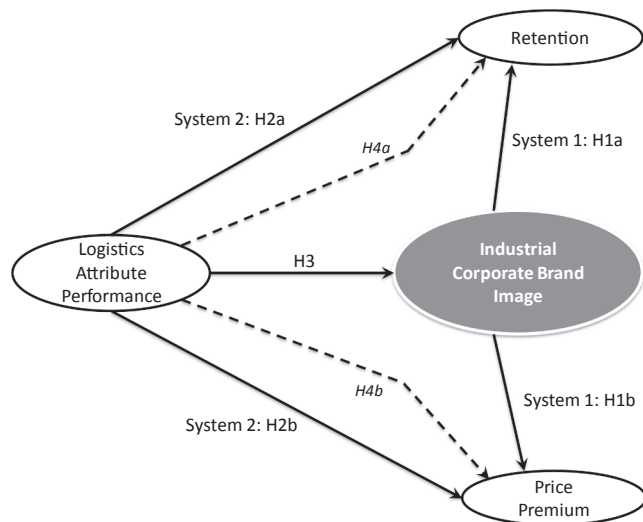 Retention
System 2: H2a
H4a
System 1: H1a
Logistics
Attribute
Performance
H3
Industrial
Corporate Brand
Image
H4b
System 1: H1b
System 2: H2b
Price
Premium